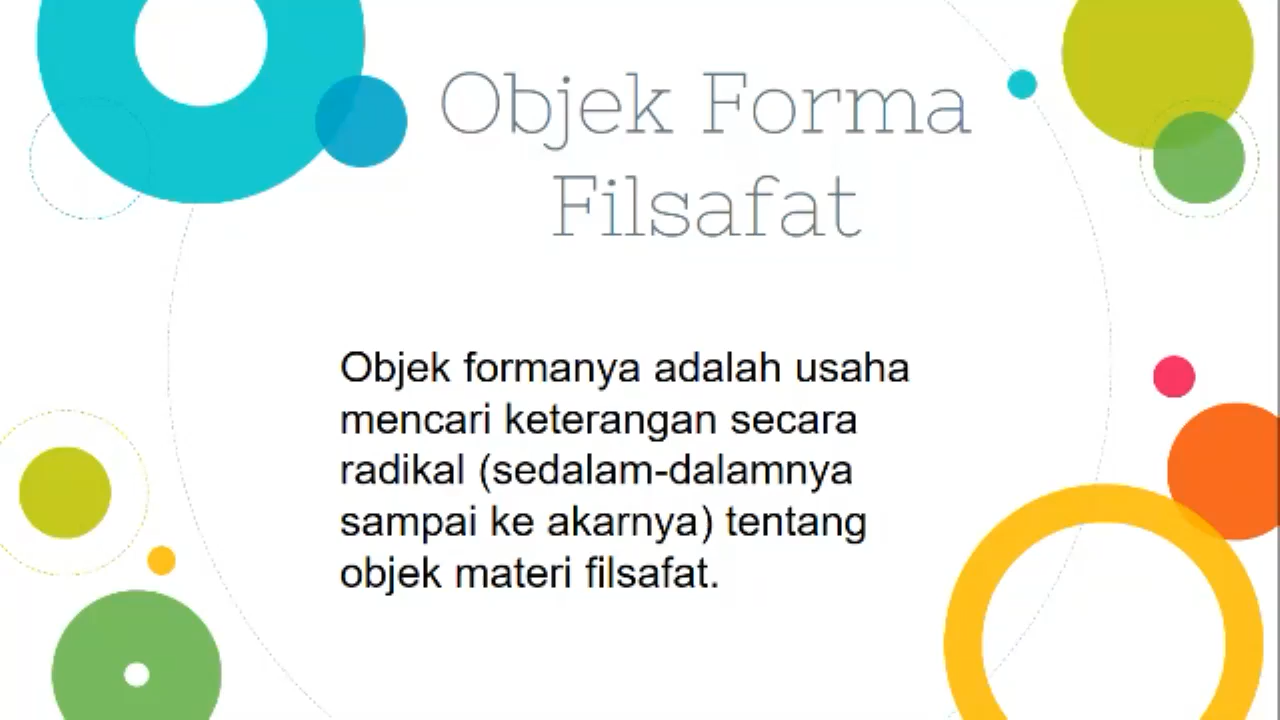 Objek Forma
Filsafat
Objek formanya adalah usaha
mencari keterangan secara
radikal (sedalam-dalamnya
sampai ke akarnya) tentang
objek materi filsafat.